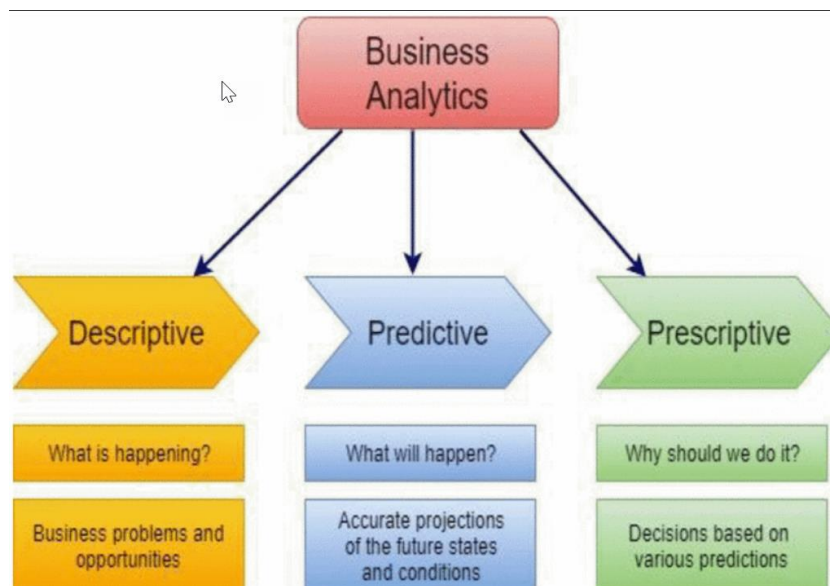 Business
Analytics
Descriptive
Predictive
Prescriptive
What is happening?
What will happen?
Why should we do it?
Business problems and
opportunities
Accurate projections
of the future states
and conditions
Decisions based on
various predictions